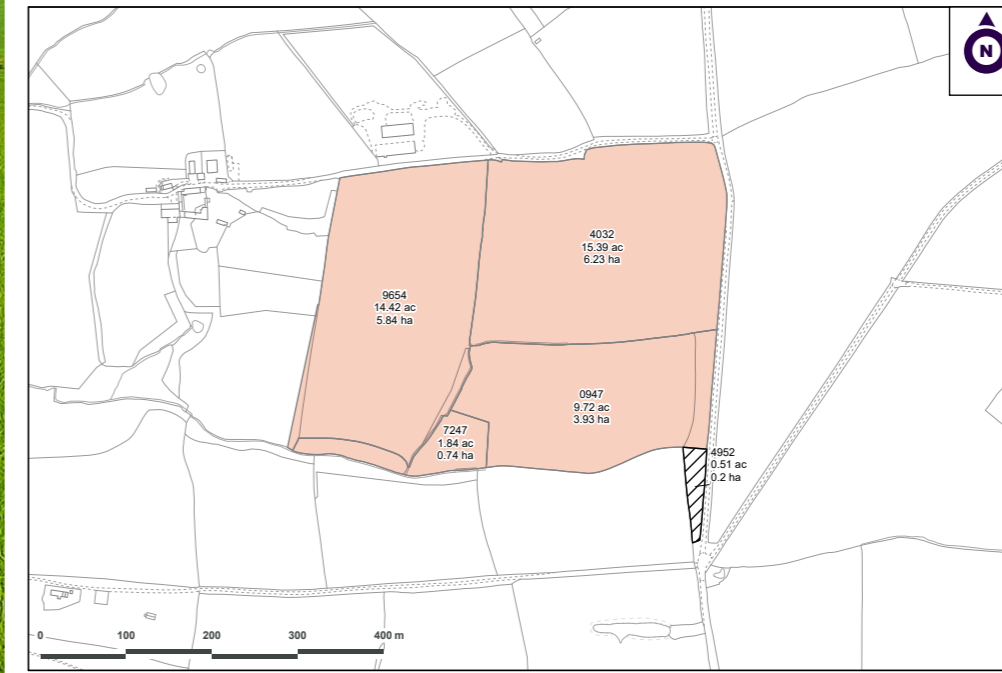 N
4032
15.39 ac
6.23 ha
9654
14.42 ac
5.84 ha
0947
9.72 ac
3.93 ha
7247
1.84 ac
0.74 ha
4952
0.51 ac
0.2 ha
0 100 200 300 400 m